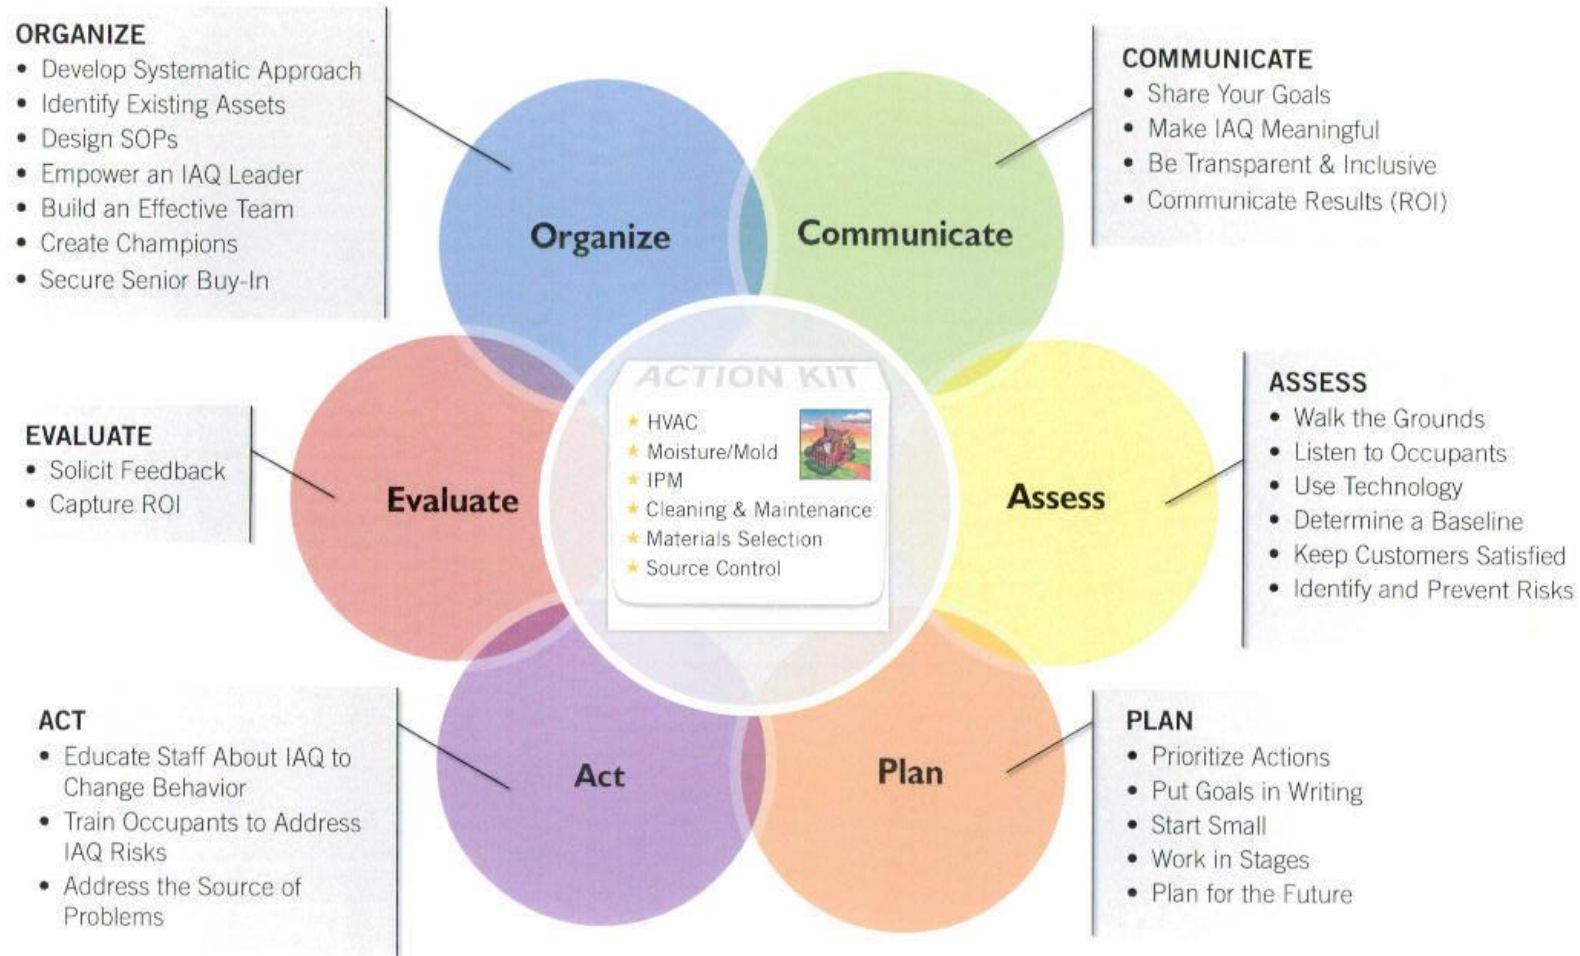 ORGANIZE
• Develop Systematic Approach
• Identify Existing Assets
• Design SOPs
• Empower an IAQ Leader
• Build an Effective Team
• Create Champions
• Secure Senior Buy-In
COMMUNICATE
• Share Your Goals
• Make IAQ Meaningful
• Be Transparent & Inclusive
• Communicate Results (ROI)
Organize
Communicate
EVALUATE
• Solicit Feedback
• Capture ROI
Evaluate
ACTION KIT
★ HVAC
★ Moisture/Mold
★ IPM
★ Cleaning & Maintenance
★ Materials Selection
★ Source Control
Assess
ASSESS
• Walk the Grounds
• Listen to Occupants
• Use Technology
• Determine a Baseline
• Keep Customers Satisfied
• Identify and Prevent Risks
ACT
• Educate Staff About IAQ to
Change Behavior
• Train Occupants to Address
IAQ Risks
• Address the Source of
Problems
Act
Plan
PLAN
• Prioritize Actions
• Put Goals in Writing
• Start Small
• Work in Stages
• Plan for the Future